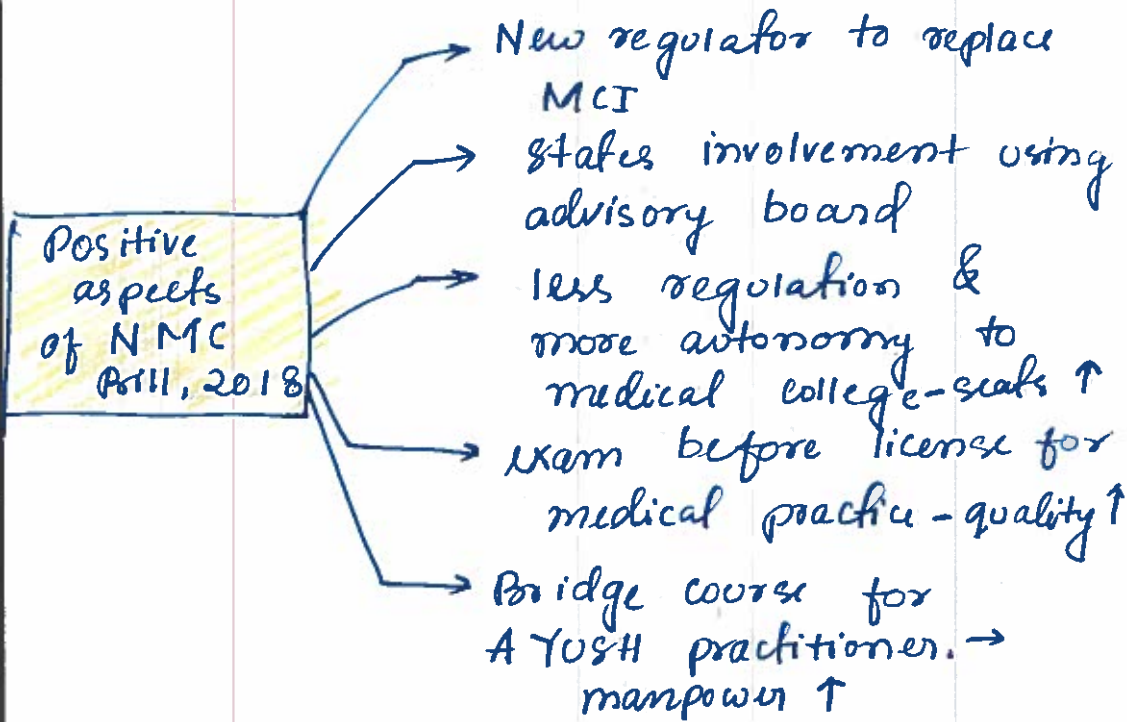 Positive
aspects
of NMC
Bill, 2018
New regulator to replace
MCI
states involvement using
advisory board
less regulation &
more autonomy to
medical college-seats ↑
exam before license for
medical practice - quality ↑
Bridge course for
AYUSH practitioner. →
manpower ↑